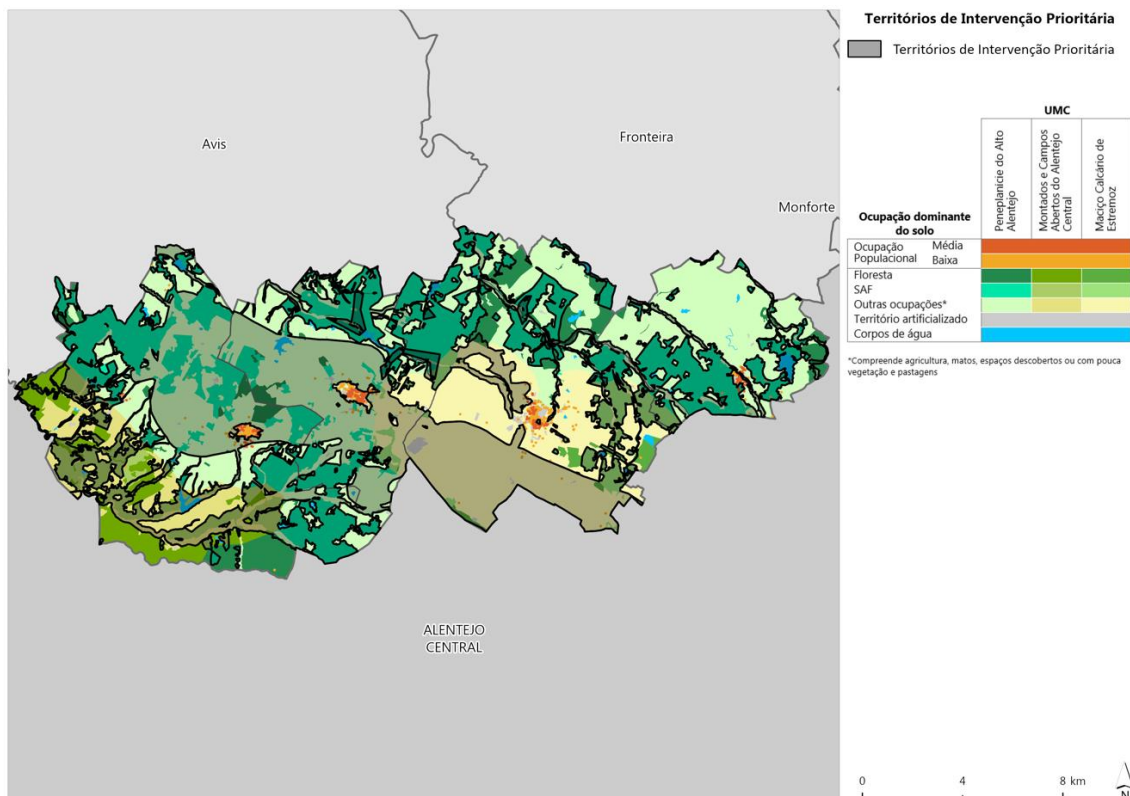 Territórios de Intervenção Prioritária
Territórios de Intervenção Prioritária
Avis
Fronteira
Monforte
ALENTEJO
CENTRAL
UMC
Peneplanície do Alto
Alentejo
Montados e Campos
Abertos do Alentejo
Central
Maciço Calcário de
Estremoz
Ocupação dominante
do solo
Ocupação Média
Populacional Baixa
Floresta
SAF
Outras ocupações*
Território artificializado
Corpos de água
*Compreende agricultura, matos, espaços descobertos ou com pouca
vegetação e pastagens
0 4 8 km
N